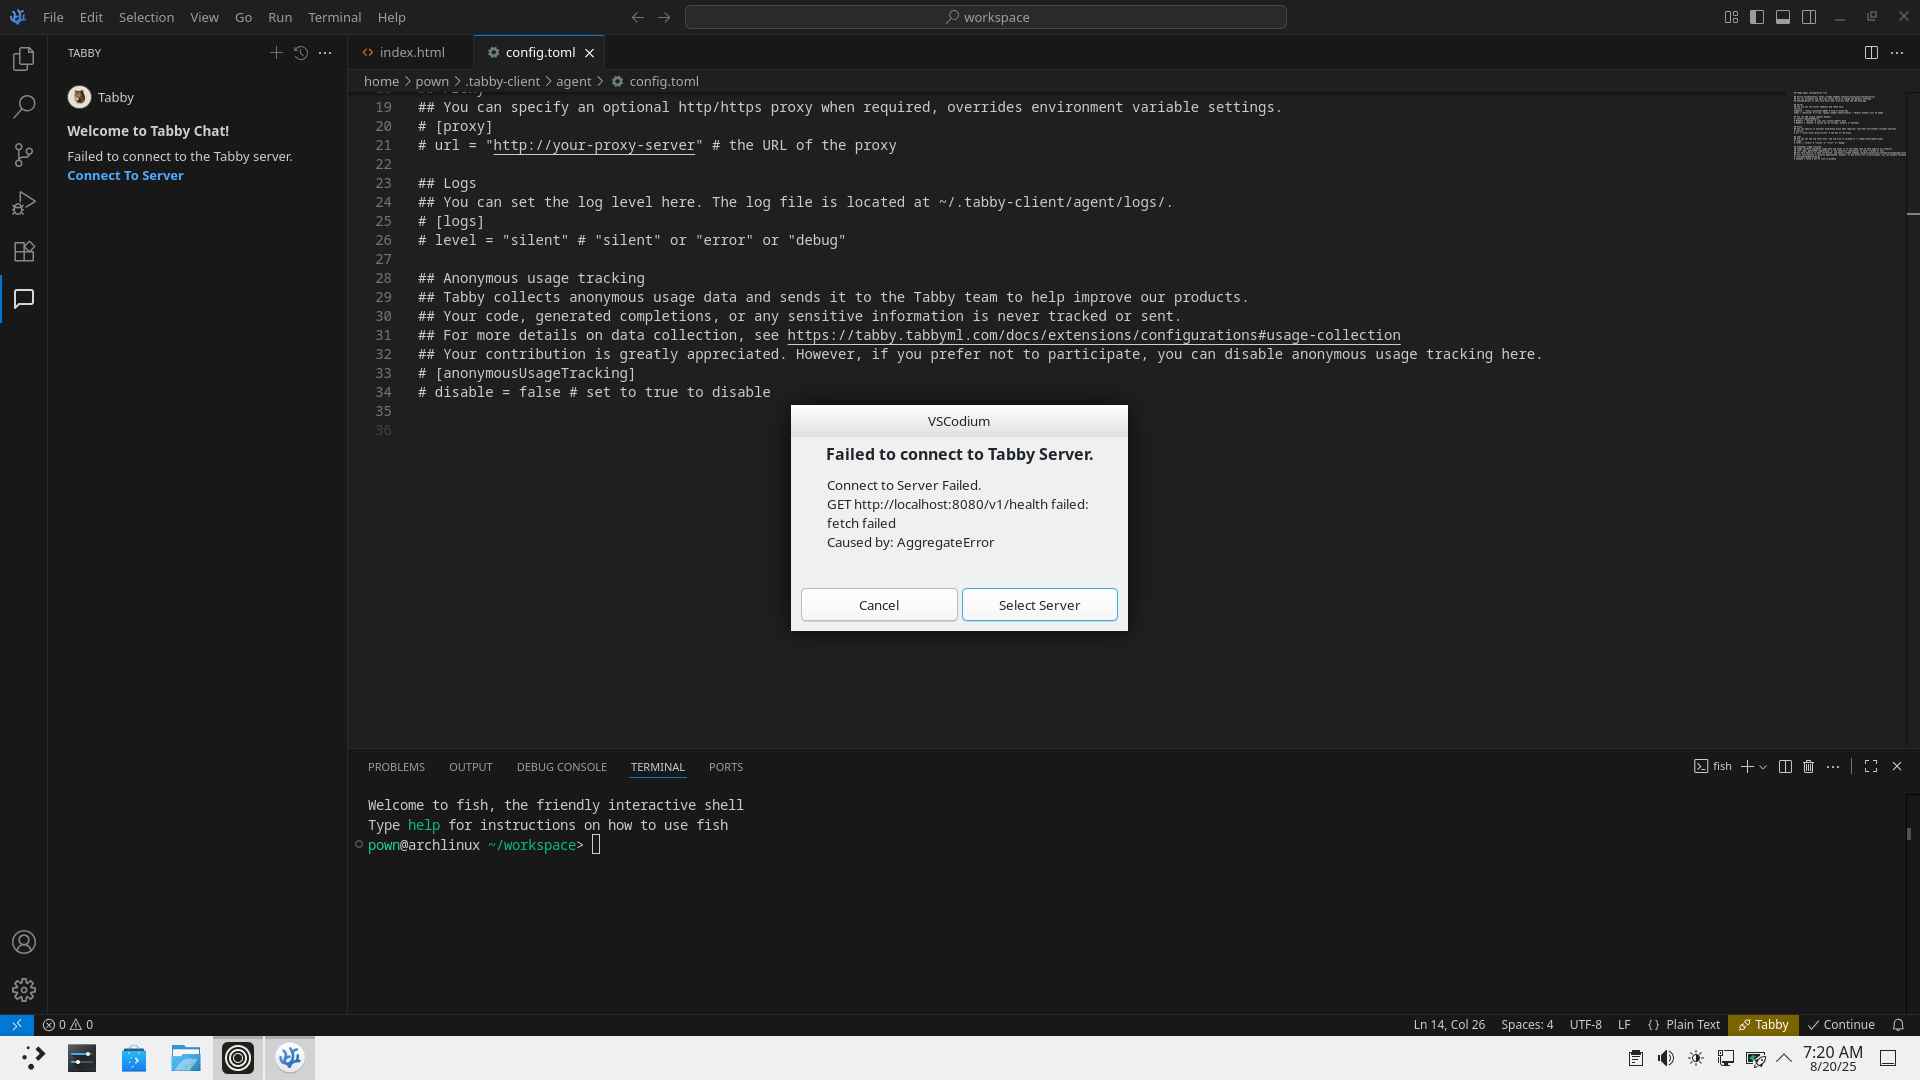 File Edit Selection View Go Run Terminal Help
workspace
TABBY
Tabby
Welcome to Tabby Chat!
Failed to connect to the Tabby server.
Connect To Server
index.html
config.toml
home > pown > .tabby-client > agent > config.toml
19 ## You can specify an optional http/https proxy when required, overrides environment variable settings.
20 # [proxy]
21 # url = "http://your-proxy-server" # the URL of the proxy
22
23 ## Logs
24 ## You can set the log level here. The log file is located at ~/.tabby-client/agent/logs/.
25 # [logs]
26 # level = "silent" # "silent" or "error" or "debug"
27
28 ## Anonymous usage tracking
29 ## Tabby collects anonymous usage data and sends it to the Tabby team to help improve our products.
30 ## Your code, generated completions, or any sensitive information is never tracked or sent.
31 ## For more details on data collection, see https://tabby.tabbyml.com/docs/extensions/configurations#usage-collection
32 ## Your contribution is greatly appreciated. However, if you prefer not to participate, you can disable anonymous usage tracking here.
33 # [anonymousUsageTracking]
34 # disable = false # set to true to disable
35
36
VSCodium
Failed to connect to Tabby Server.
Connect to Server Failed.
GET http://localhost:8080/v1/health failed:
fetch failed
Caused by: AggregateError
Cancel
Select Server
PROBLEMS OUTPUT DEBUG CONSOLE TERMINAL PORTS
fish
Welcome to fish, the friendly interactive shell
Type help for instructions on how to use fish
pown@archlinux ~/workspace>
0 0
Ln 14, Col 26 Spaces: 4 UTF-8 LF {} Plain Text Tabby Continue
7:20 AM
8/20/25